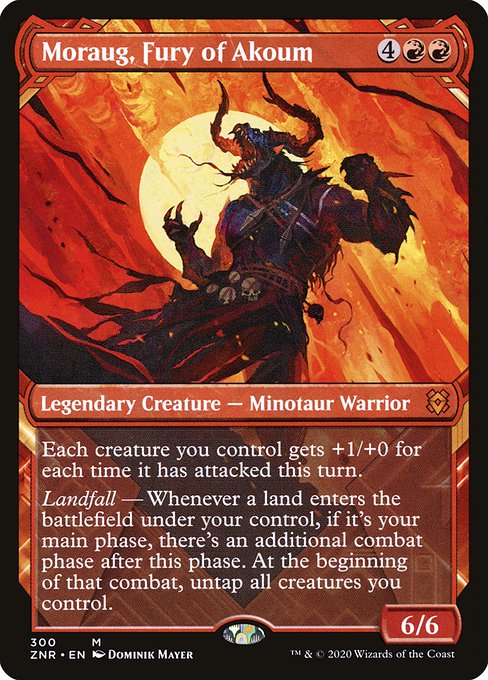 Moraug, Fury of Akoum 4
Legendary Creature — Minotaur Warrior
Each creature you control gets +1/+0 for
each time it has attacked this turn.
Landfall — Whenever a land enters the
battlefield under your control, if it's your
main phase, there's an additional combat
phase after this phase. At the beginning
of that combat, untap all creatures you
control.
6/6
300 M
ZNR • EN Dominik Mayer
™ & © 2020 Wizards of the Coast